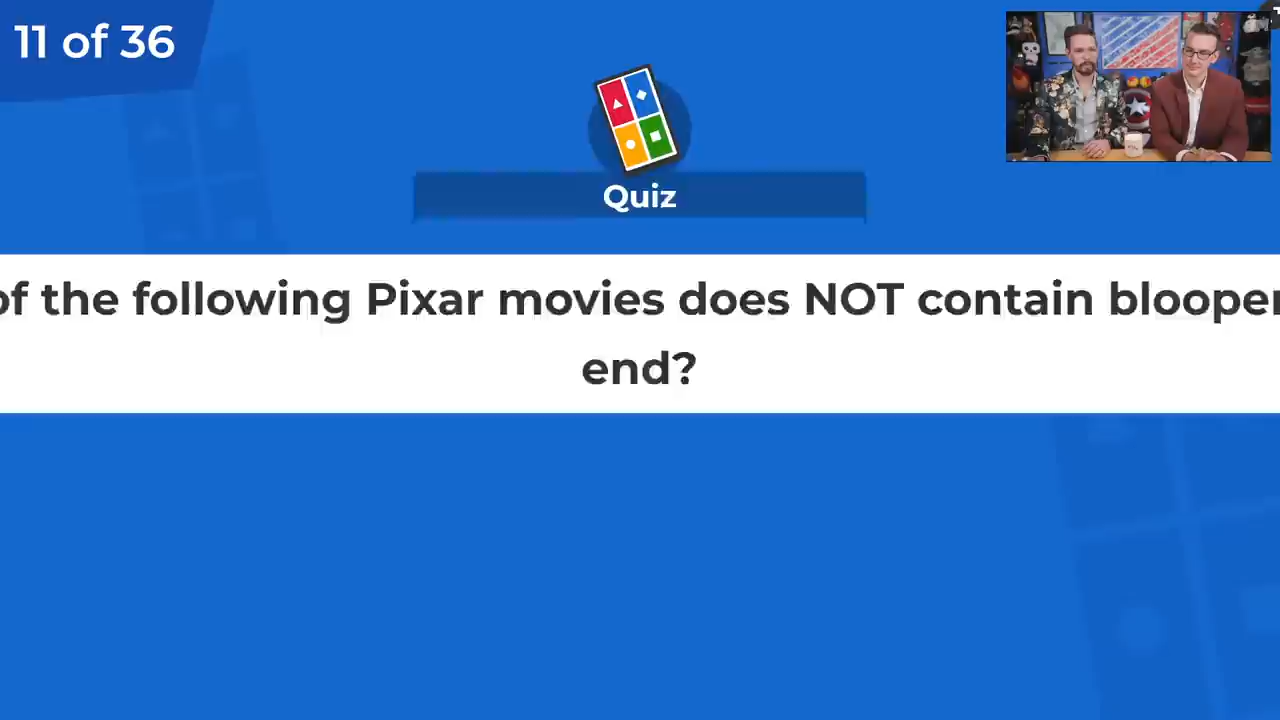 11 of 36
Quiz
of the following Pixar movies does NOT contain blooper
end?